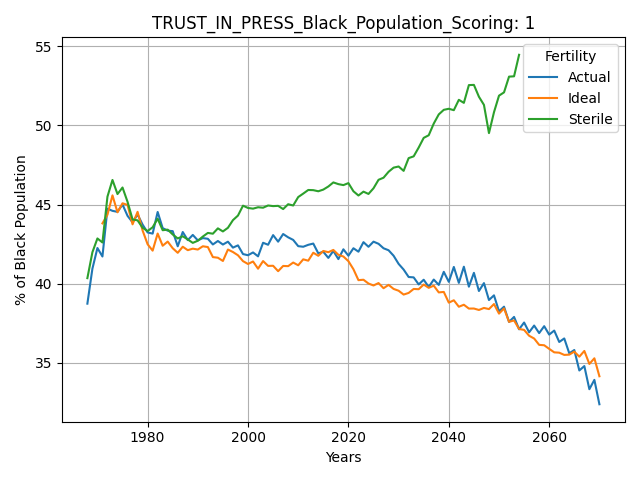 TRUST_IN_PRESS_Black_Population_Scoring: 1
55
50
45
40
35
% of Black Population
1980
2000
2020
2040
2060
Years
Fertility
Actual
Ideal
Sterile